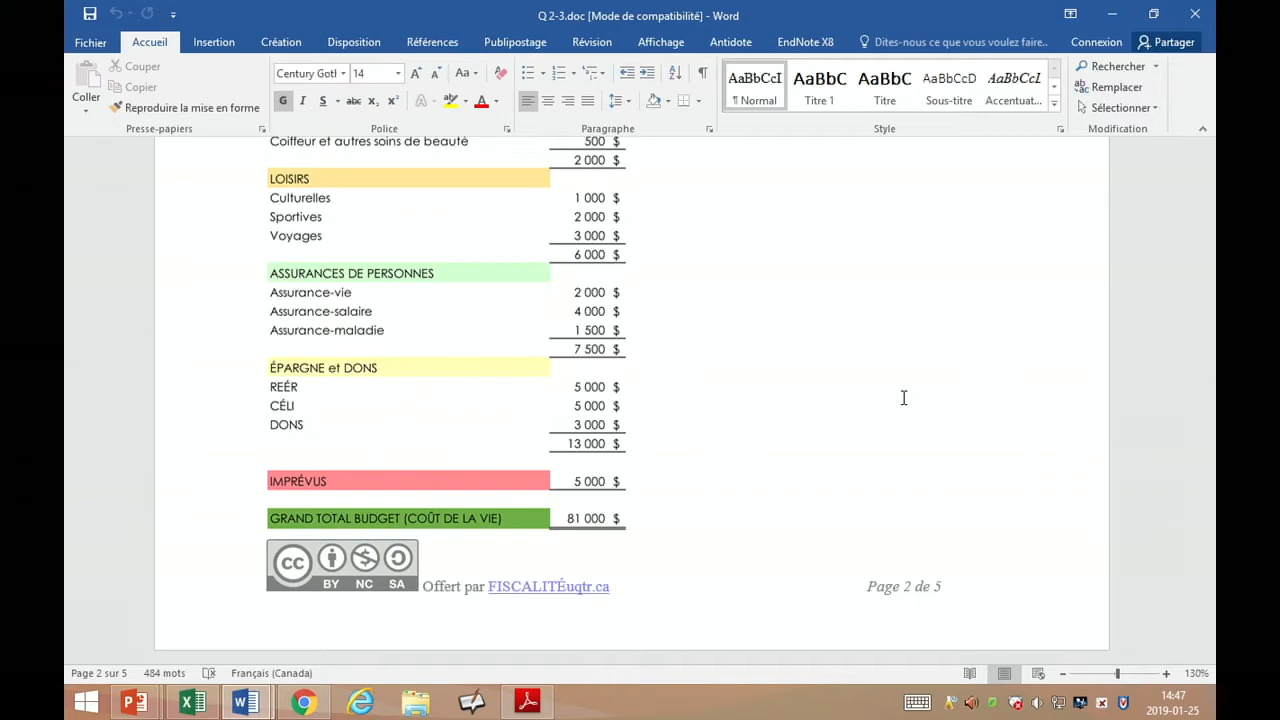 Q 2-3.doc [Mode de compatibilité] - Word
Fichier Accueil Insertion Création Disposition Références Publipostage Révision Affichage Antidote EndNote X8 Dites-nous ce que vous voulez faire.. Connexion Partager
Coller
Couper
Copier
Reproduire la mise en forme
Presse-papiers
Century Gotl 14
Police
Paragraphe
AaBbCcI AaBbC AaBbC AaBbCcD AaBbCcI
¶ Normal Titre 1 Titre Sous-titre Accentuat...
Style
Rechercher
Remplacer
Sélectionner
Modification
Coiffeur et autres soins de beauté 500 $
2 000 $
LOISIRS
Culturelles 1 000 $
Sportives 2 000 $
Voyages 3 000 $
6 000 $
ASSURANCES DE PERSONNES
Assurance-vie 2 000 $
Assurance-salaire 4 000 $
Assurance-maladie 1 500 $
7 500 $
ÉPARGNE et DONS
REÉR 5 000 $
CÉLI 5 000 $
DONS 3 000 $
13 000 $
IMPRÉVUS 5 000 $
GRAND TOTAL BUDGET (COÛT DE LA VIE) 81 000 $
cc BY NC SA
Offert par FISCALITÉuqtr.ca Page 2 de 5
Page 2 sur 5 484 mots Français (Canada) 130%
14:47
2019-01-25